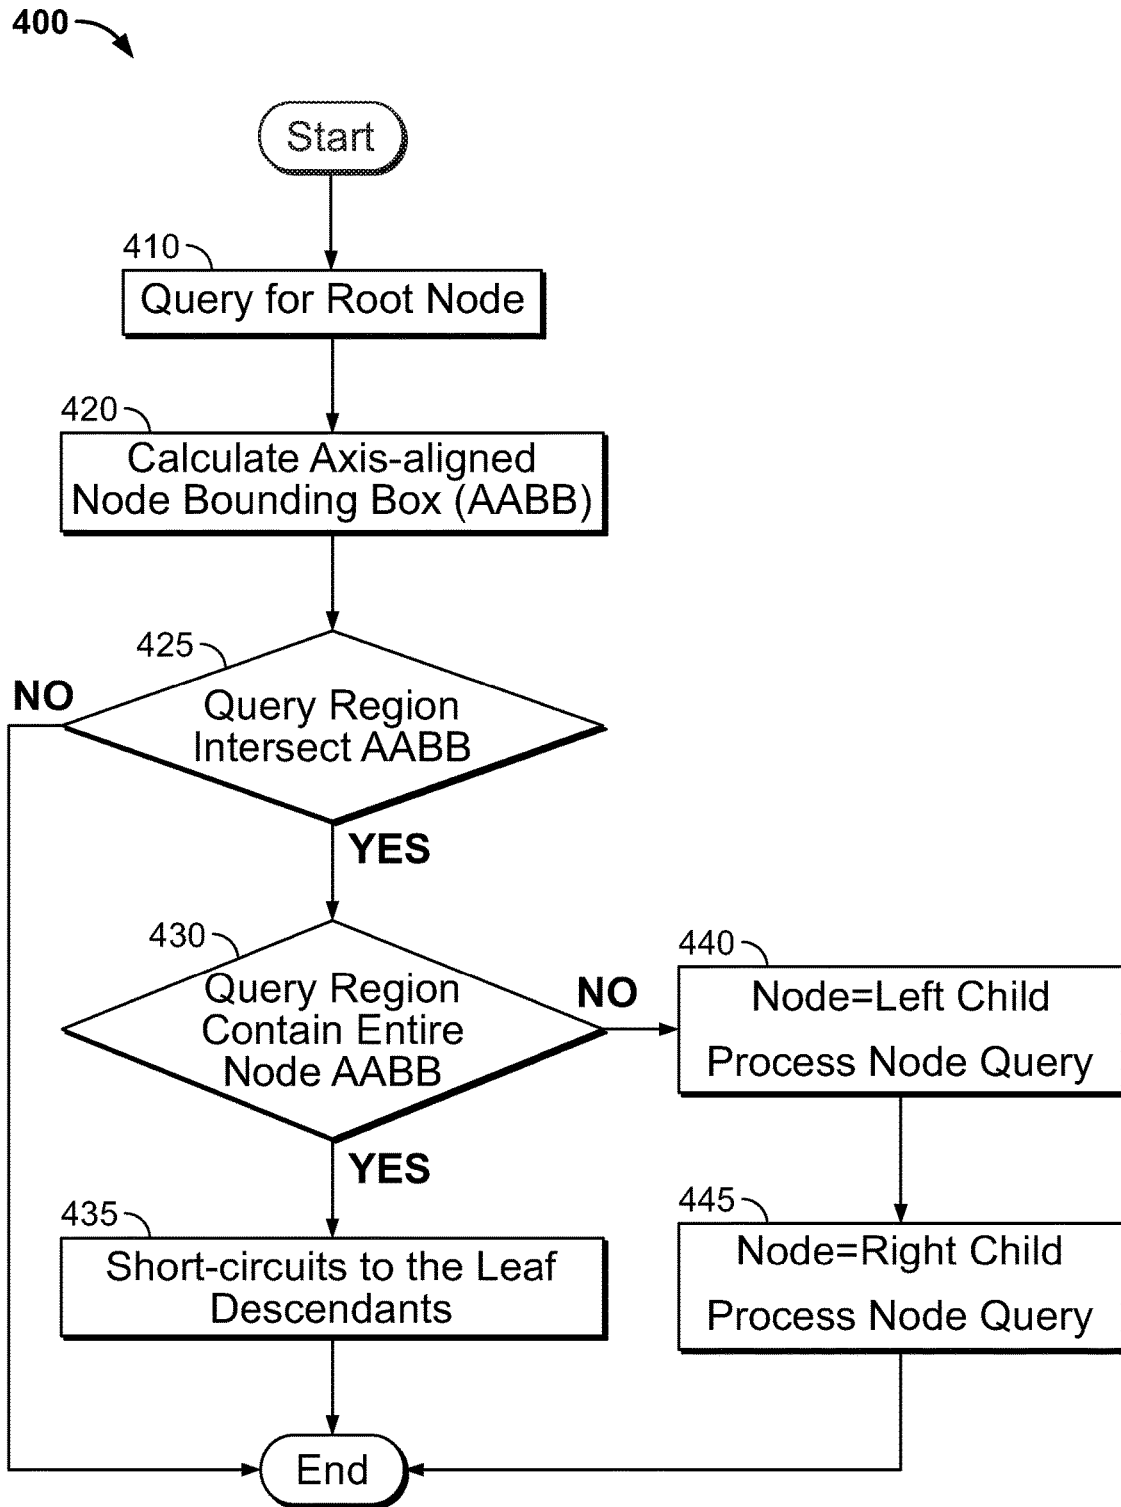 400
Start
410
Query for Root Node
420
Calculate Axis-aligned
Node Bounding Box (AABB)
425
NO
Query Region
Intersect AABB
YES
430
Query Region
Contain Entire
Node AABB
NO
440
Node=Left Child
Process Node Query
YES
435
Short-circuits to the Leaf
Descendants
445
Node=Right Child
Process Node Query
End